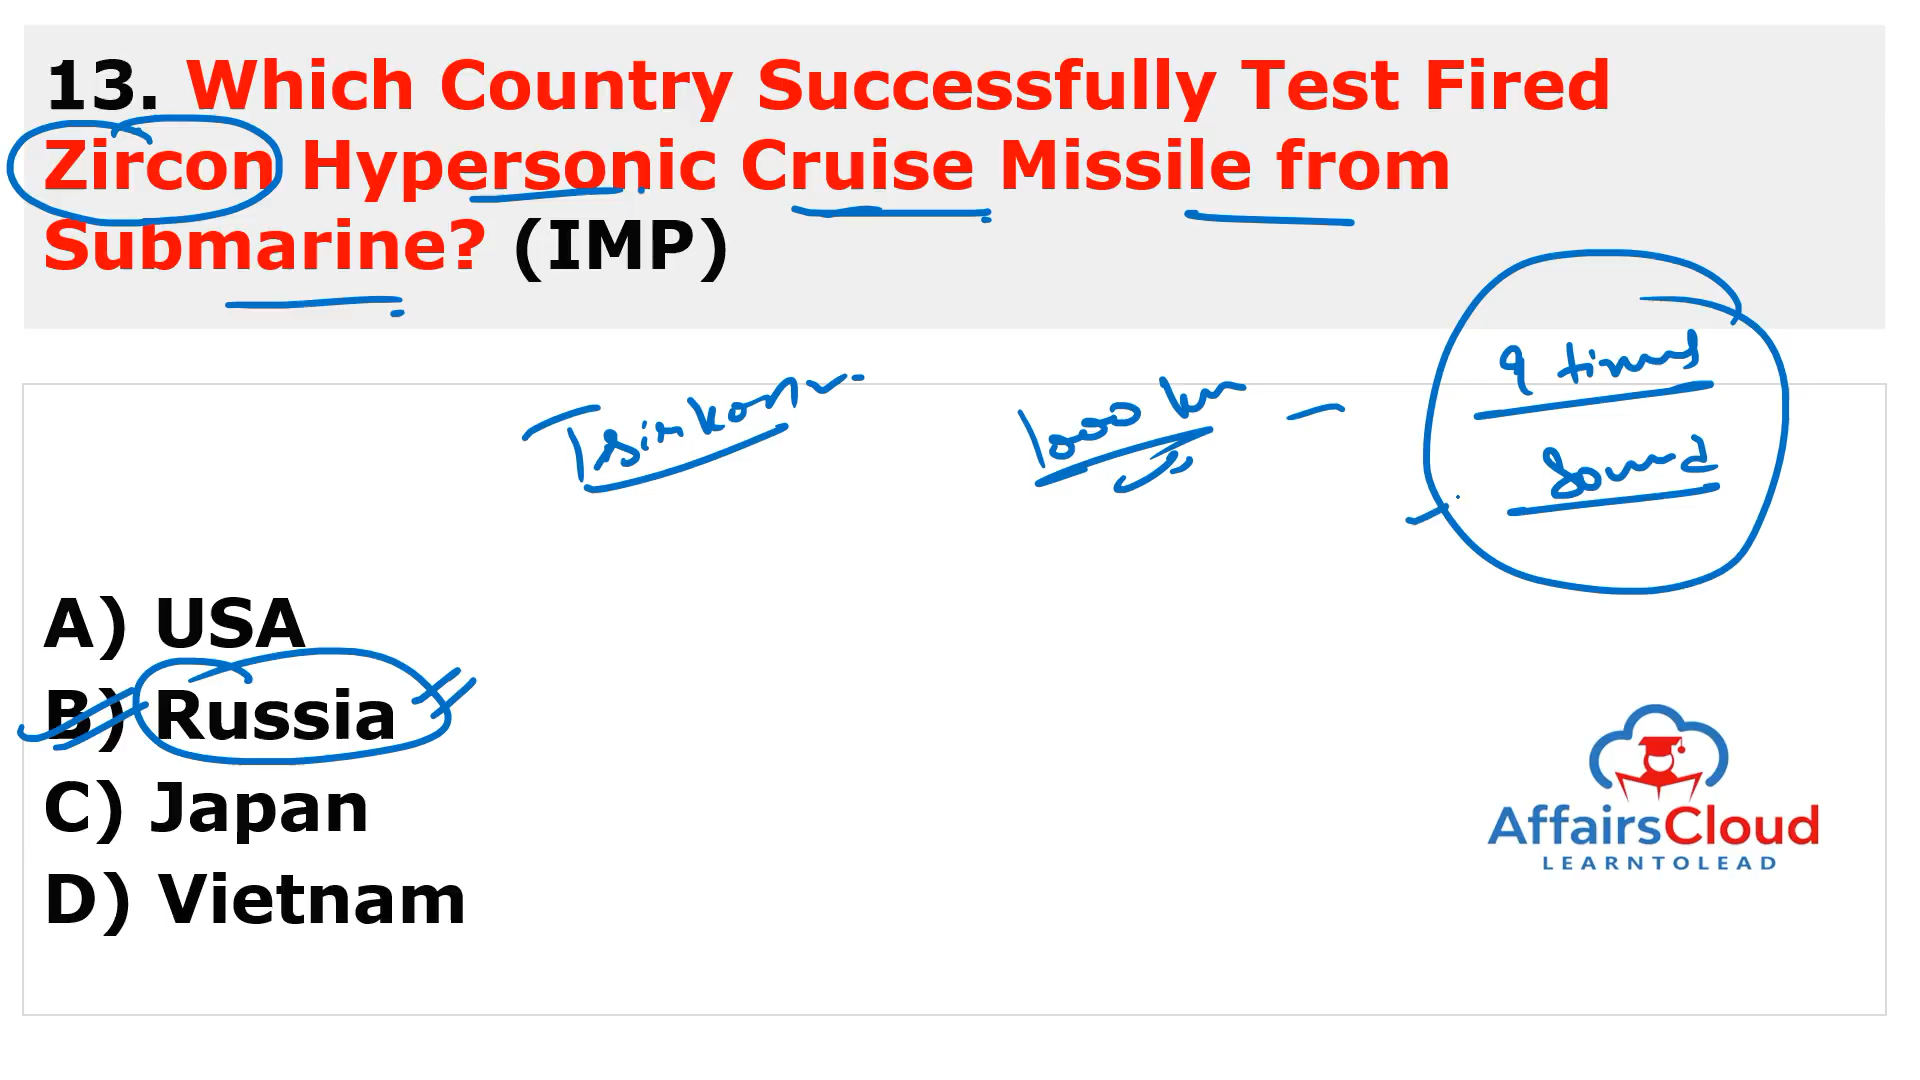 13. Which Country Successfully Test Fired
Zircon Hypersonic Cruise Missile from
Submarine? (IMP)
Tsirkon
1000 km
9 times
Sound
A) USA
B) Russia
C) Japan
D) Vietnam
AffairsCloud
LEARNTOLEAD